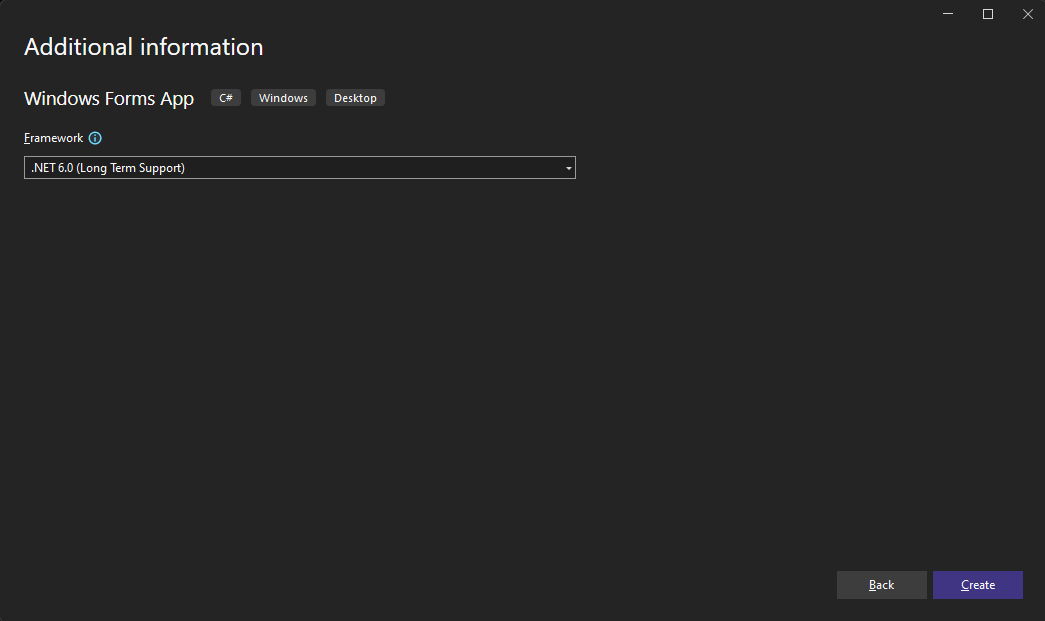 Additional information
Windows Forms App C# Windows Desktop
Framework
.NET 6.0 (Long Term Support)
Back Create